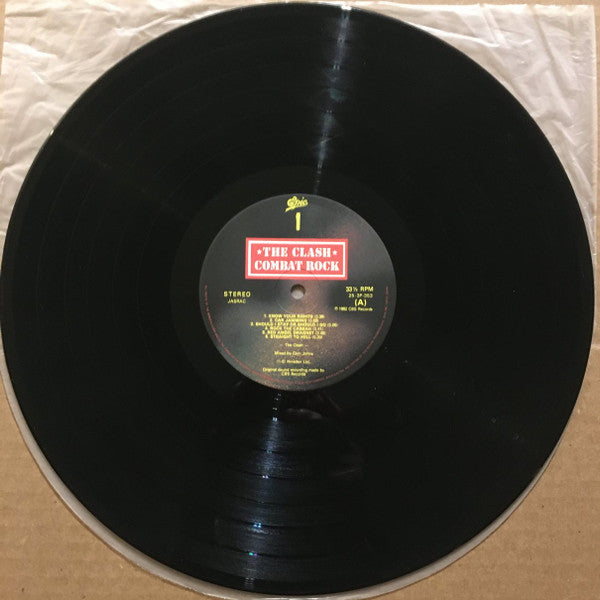 Epic
1
★THE CLASH★
COMBAT ROCK
STEREO
JASRAC
33⅓ RPM
25·3P-353
(A)
℗ 1982 CBS Records
1. KNOW YOUR RIGHTS
2. CAR JAMMING
3. SHOULD I STAY OR SHOULD I GO
4. ROCK THE CASBAH
5. RED ANGEL DRAGNET
6. STRAIGHT TO HELL
— The Clash —
Mixed by Glyn Johns
Ltd.
Original sound recording made by
CBS Records